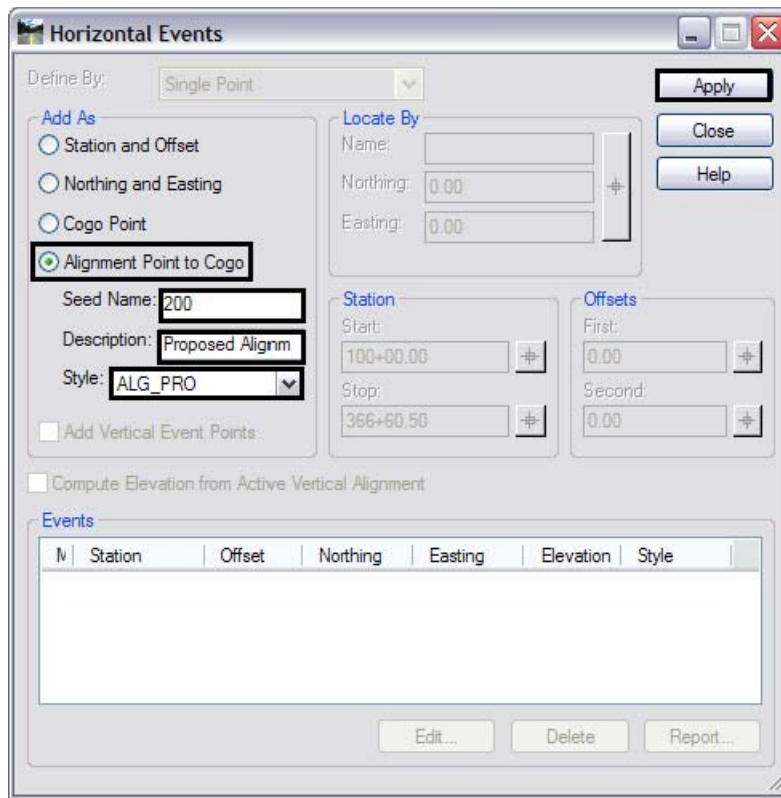 Horizontal Events
Define By: Single Point
Apply
Close
Help
Add As
Station and Offset
Northing and Easting
Cogo Point
Alignment Point to Cogo
Seed Name: 200
Description: Proposed Alignm
Style: ALG_PRO
Add Vertical Event Points
Locate By
Name:
Northing: 0.00
Easting: 0.00
Station
Start:
100+00.00
Stop:
366+60.50
Offsets
First:
0.00
Second:
0.00
Compute Elevation from Active Vertical Alignment
Events
Station Offset Northing Easting Elevation Style
Edit... Delete Report...